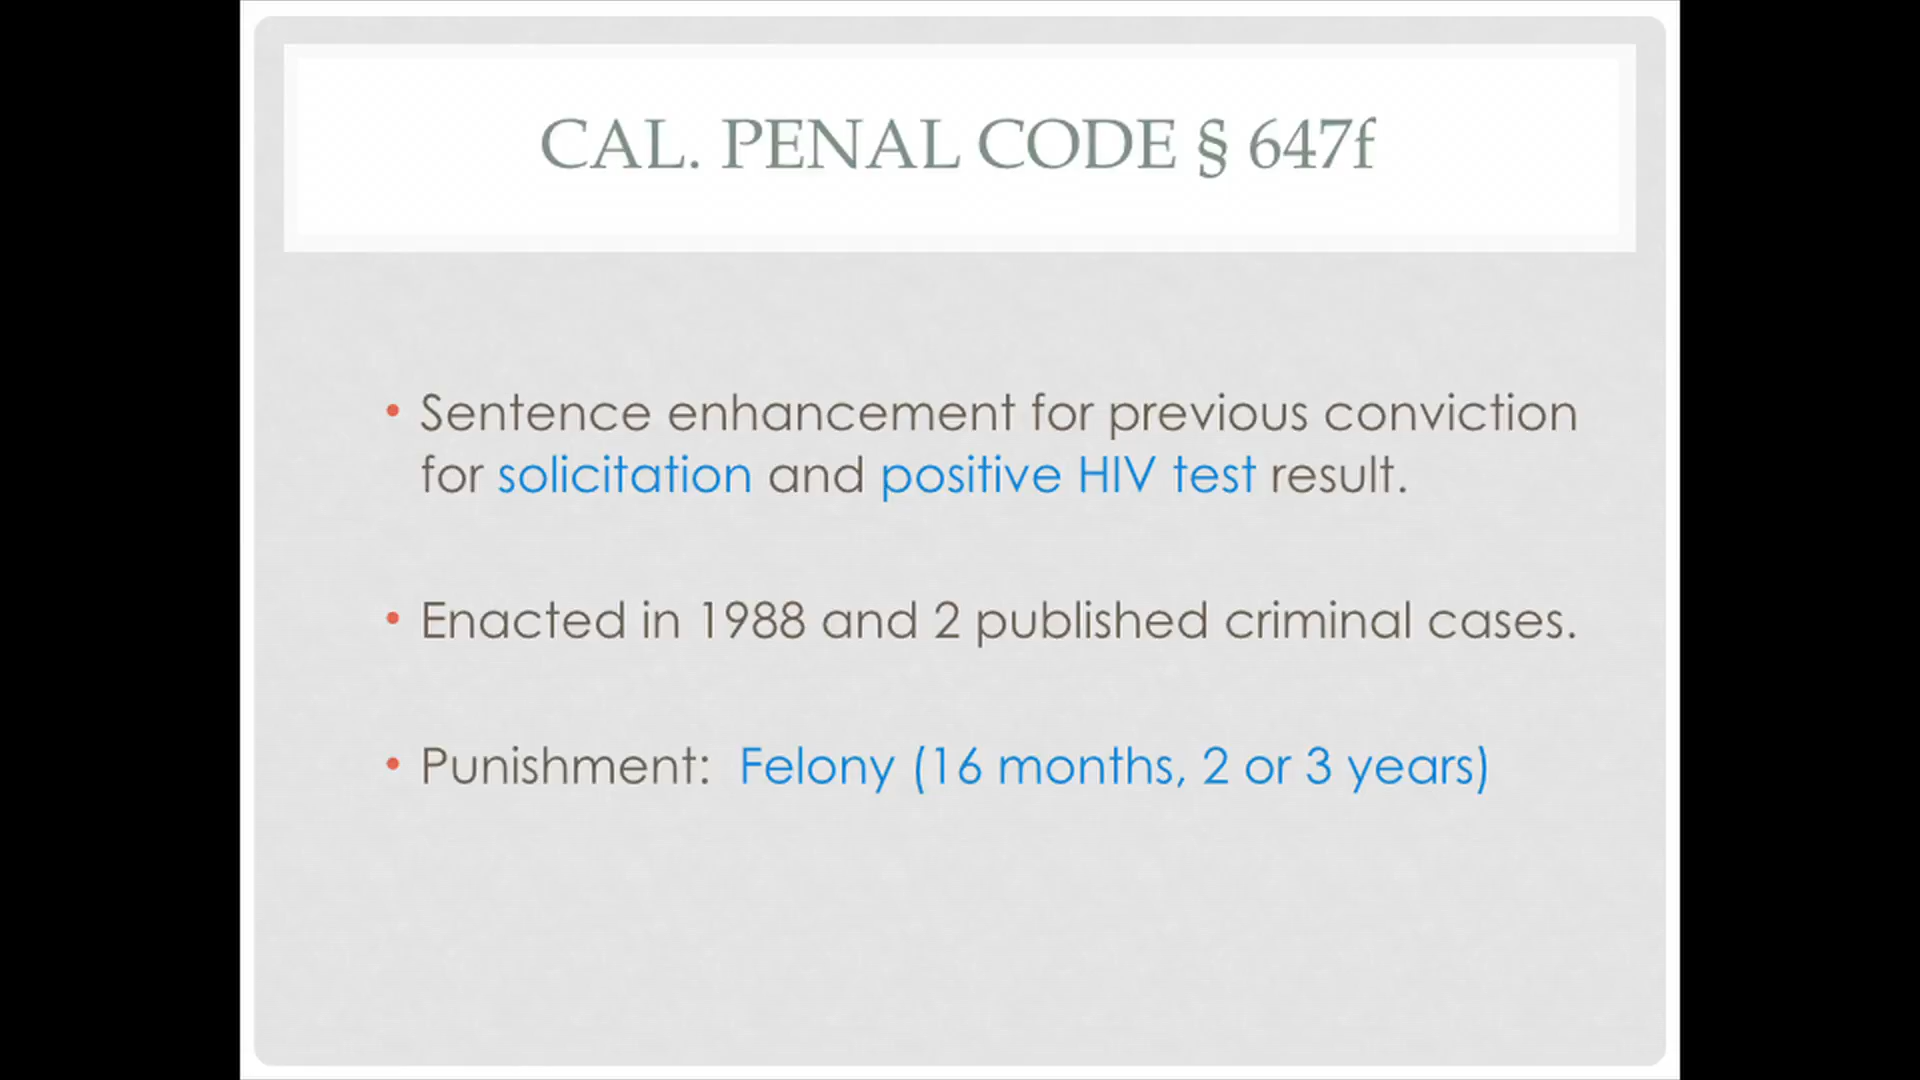 CAL. PENAL CODE § 647f
• Sentence enhancement for previous conviction
for solicitation and positive HIV test result.
• Enacted in 1988 and 2 published criminal cases.
• Punishment: Felony (16 months, 2 or 3 years)